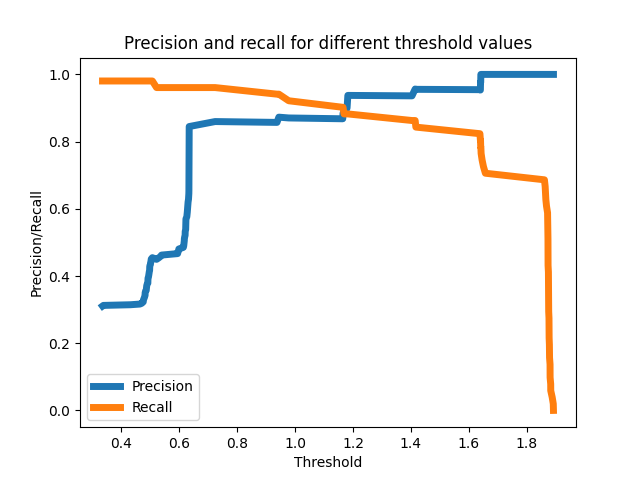 Precision and recall for different threshold values
1.0
0.8
0.6
0.4
0.2
0.0
Precision/Recall
Precision
Recall
0.4 0.6 0.8 1.0 1.2 1.4 1.6 1.8
Threshold